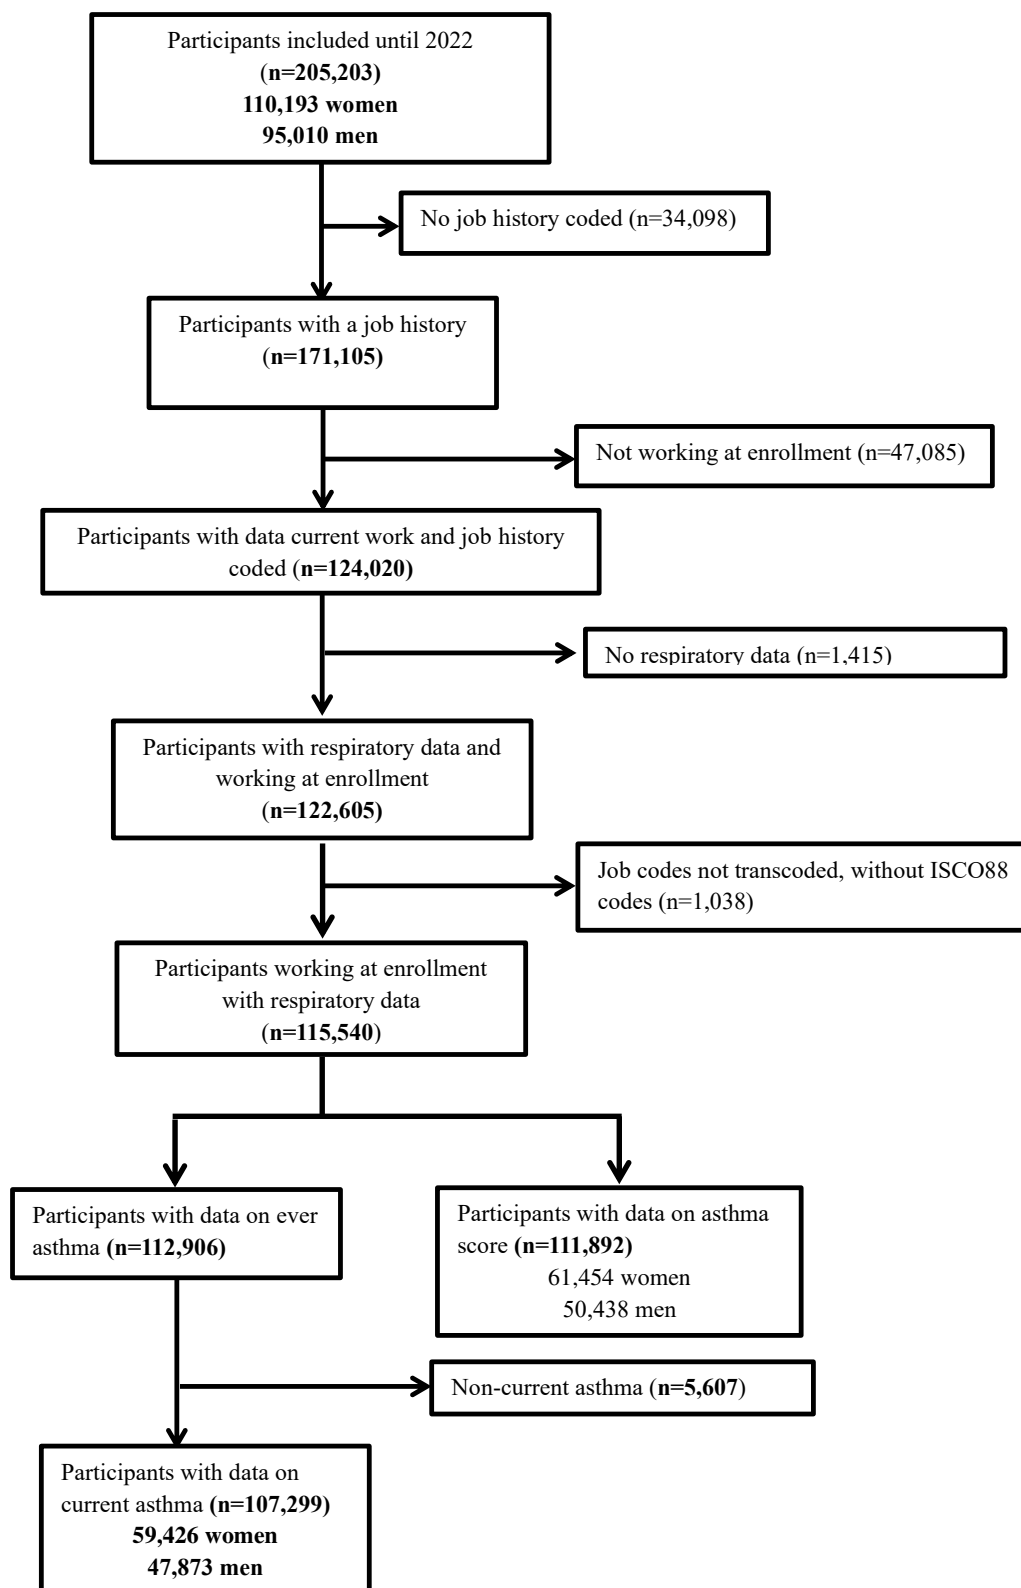 Participants included until 2022
(n=205,203)
110,193 women
95,010 men
No job history coded (n=34,098)
Participants with a job history
(n=171,105)
Not working at enrollment (n=47,085)
Participants with data current work and job history
coded (n=124,020)
No respiratory data (n=1,415)
Participants with respiratory data and
working at enrollment
(n=122,605)
Job codes not transcoded, without ISCO88
codes (n=1,038)
Participants working at enrollment
with respiratory data
(n=115,540)
Participants with data on ever
asthma (n=112,906)
Participants with data on asthma
score (n=111,892)
61,454 women
50,438 men
Non-current asthma (n=5,607)
Participants with data on
current asthma (n=107,299)
59,426 women
47,873 men